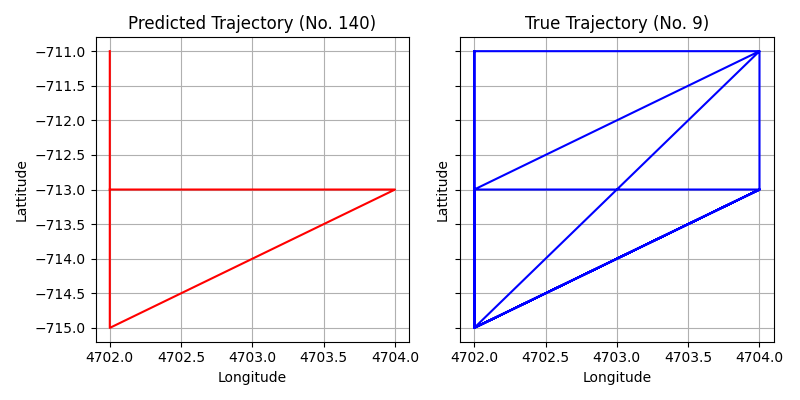 Predicted Trajectory (No. 140)
−711.0
−711.5
−712.0
−712.5
−713.0
−713.5
−714.0
−714.5
−715.0
Lattitude
4702.0 4702.5 4703.0 4703.5 4704.0
Longitude
True Trajectory (No. 9)
Lattitude
4702.0 4702.5 4703.0 4703.5 4704.0
Longitude